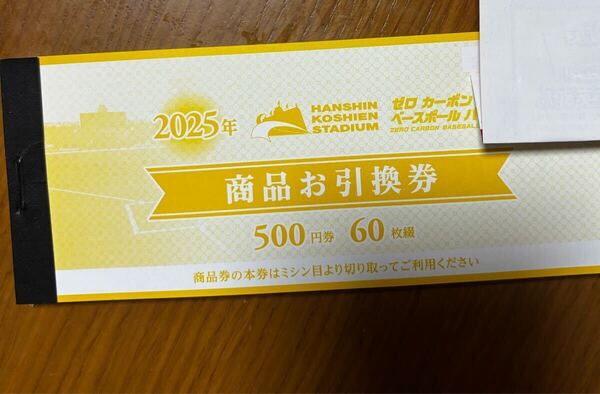 2025年
HANSHIN
KOSHIEN
STADIUM
ゼロ カーボン
ベースボール パ
ZERO CARBON BASEBALL
商品お引換券
500円券 60枚綴
商品券の本券はミシン目より切り取ってご利用ください